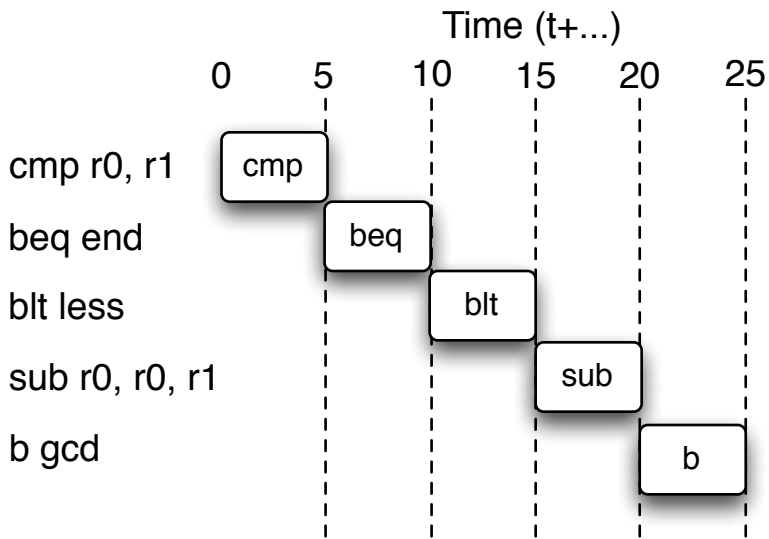 Time (t+...)
0 5 10 15 20 25
cmp r0, r1 cmp
beq end beq
blt less blt
sub r0, r0, r1 sub
b gcd b